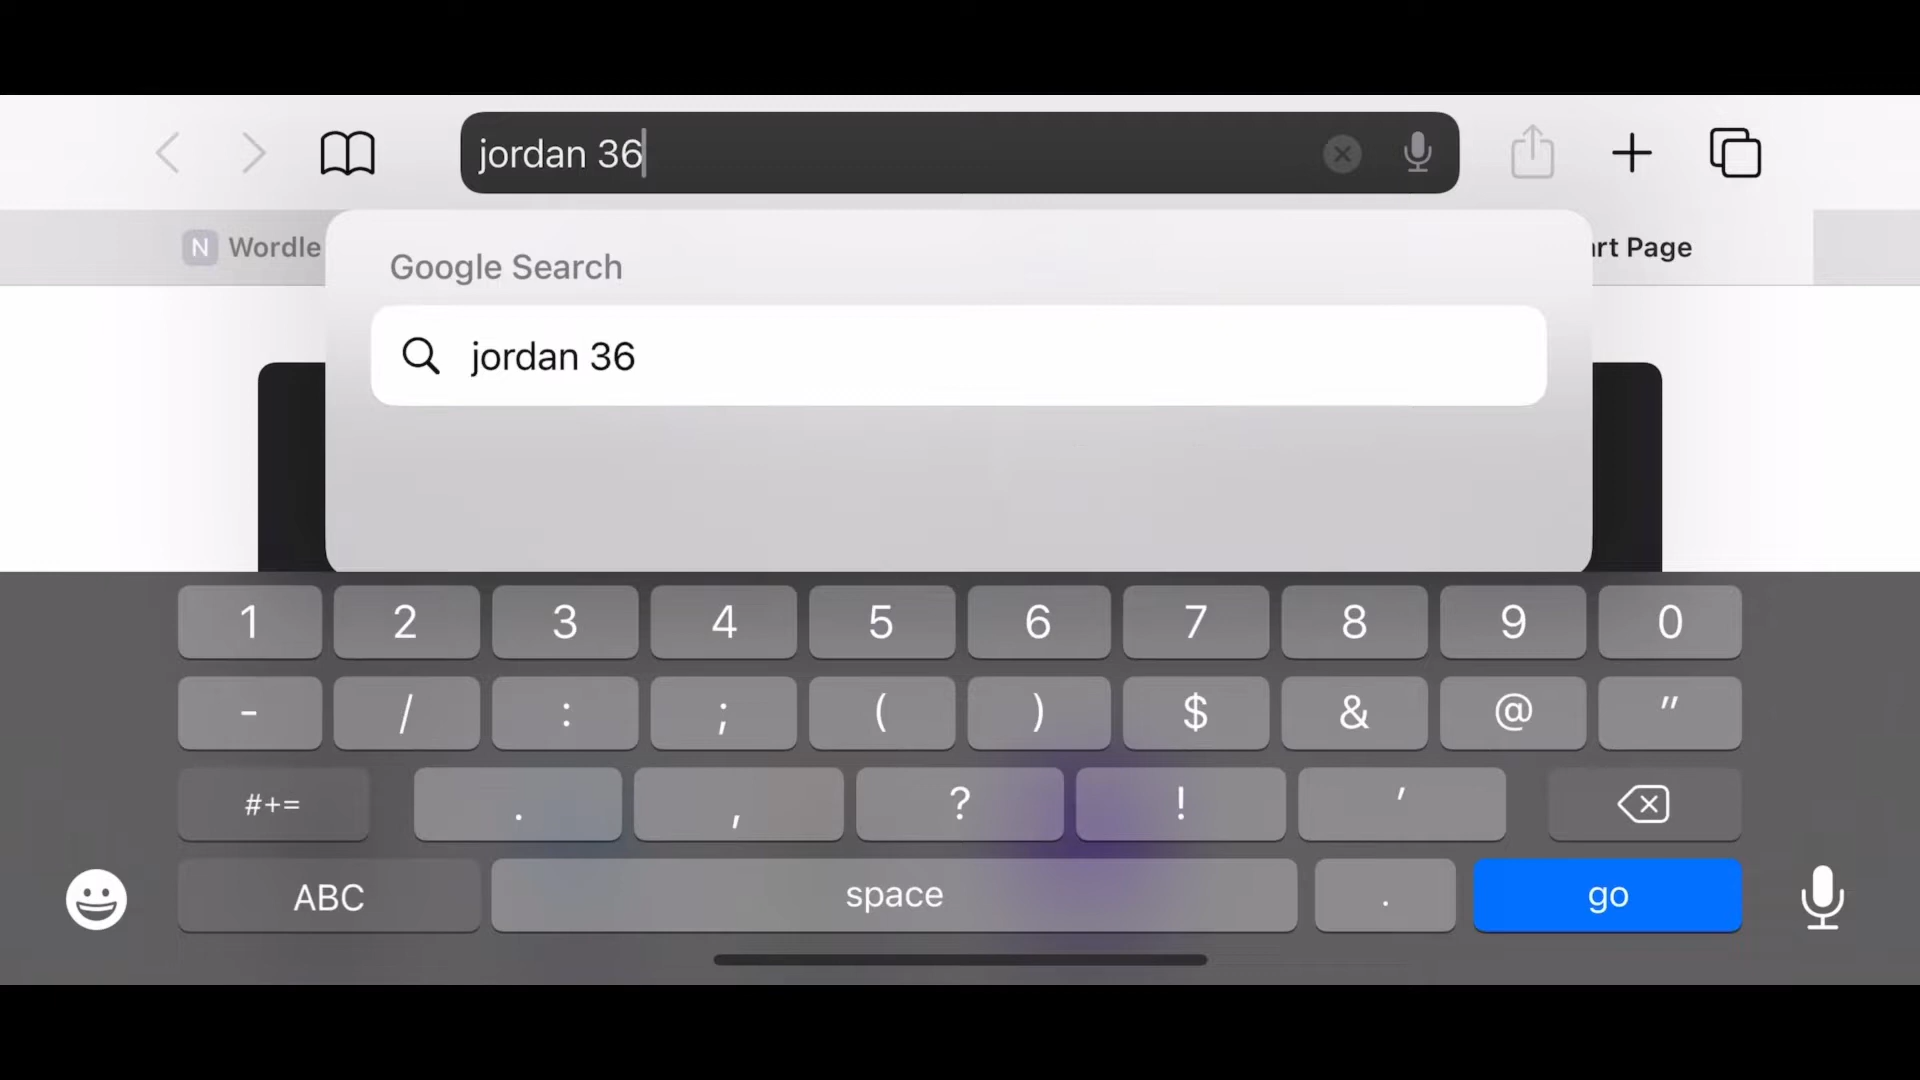 jordan 36
N Wordle
art Page
Google Search
jordan 36
1 2 3 4 5 6 7 8 9 0
- / : ; ( ) $ & @ "
#+= . , ? ! '
ABC space . go